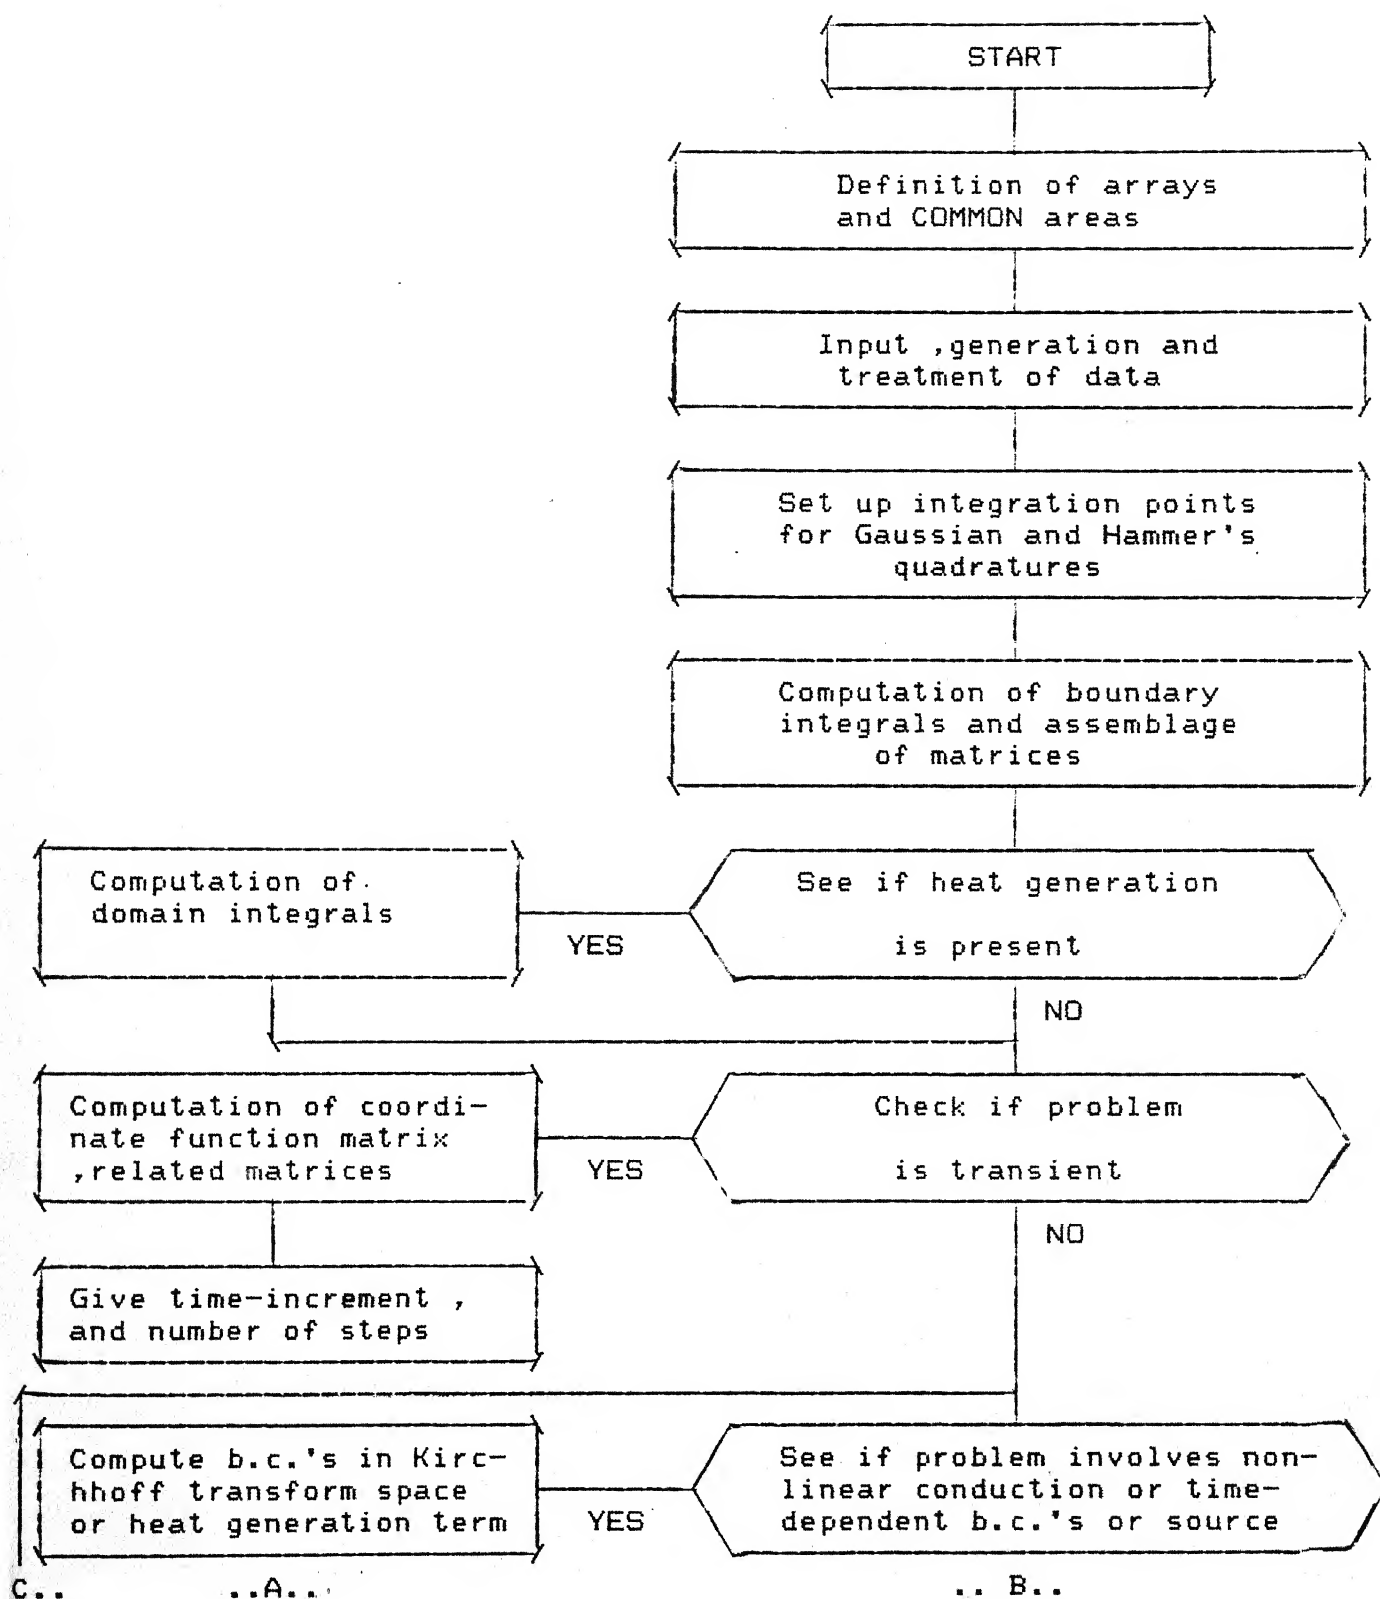 START
Definition of arrays
and COMMON areas
Input ,generation and
treatment of data
Set up integration points
for Gaussian and Hammer's
quadratures
Computation of boundary
integrals and assemblage
of matrices
Computation of
domain integrals
YES
See if heat generation
is present
NO
Computation of coordi-
nate function matrix
,related matrices
YES
Check if problem
is transient
NO
Give time-increment ,
and number of steps
Compute b.c.'s in Kirc-
hhoff transform space
or heat generation term
YES
See if problem involves non-
linear conduction or time-
dependent b.c.'s or source
C..
..A..
.. B..